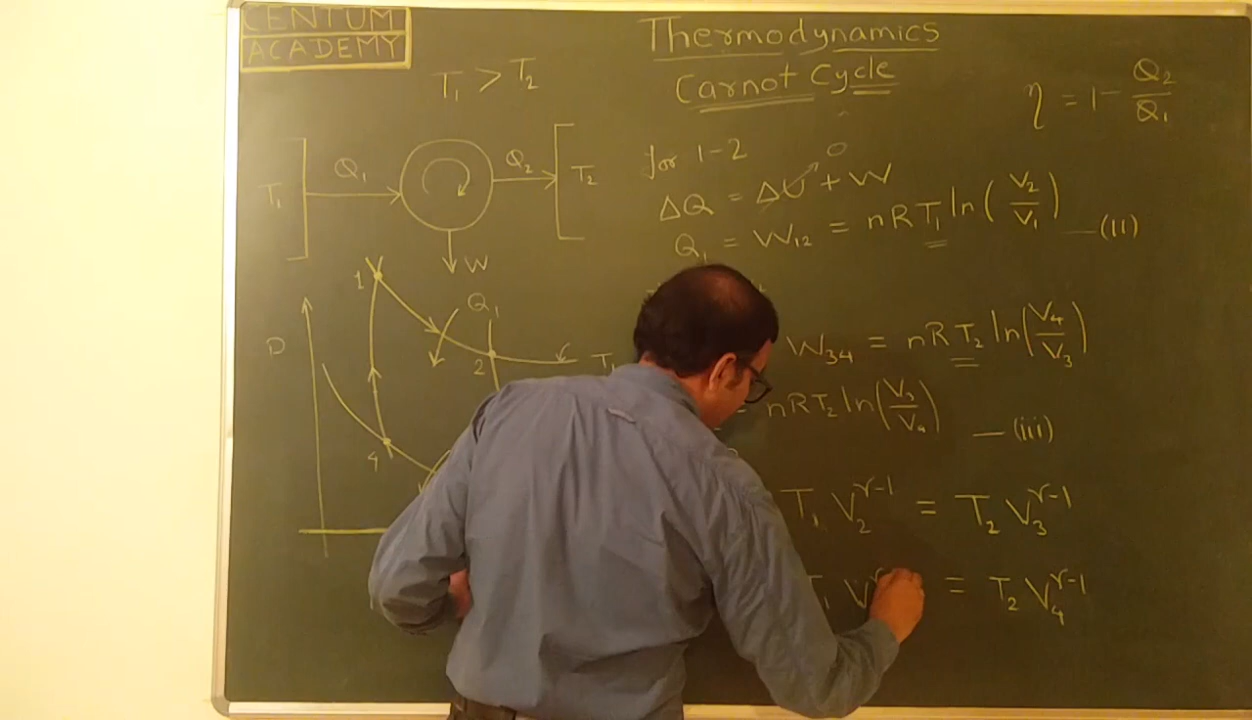 CENTUM
ACADEMY
Thermodynamics
Carnot Cycle
T₁ > T₂
η = 1 - Q₂/Q₁
T₁
Q₁
Q₂
T₂
W
for 1-2
ΔQ = ΔU + W
0
Q₁ = W₁₂ = nRT₁ ln(V₂/V₁) —(ii)
1
Q₁
2
T₁
4
W₃₄ = nRT₂ ln(V₄/V₃)
= nRT₂ ln(V₃/V₄) —(iii)
T₁ V₂^(γ-1) = T₂ V₃^(γ-1)
T₁ V = T₂ V₄^(γ-1)